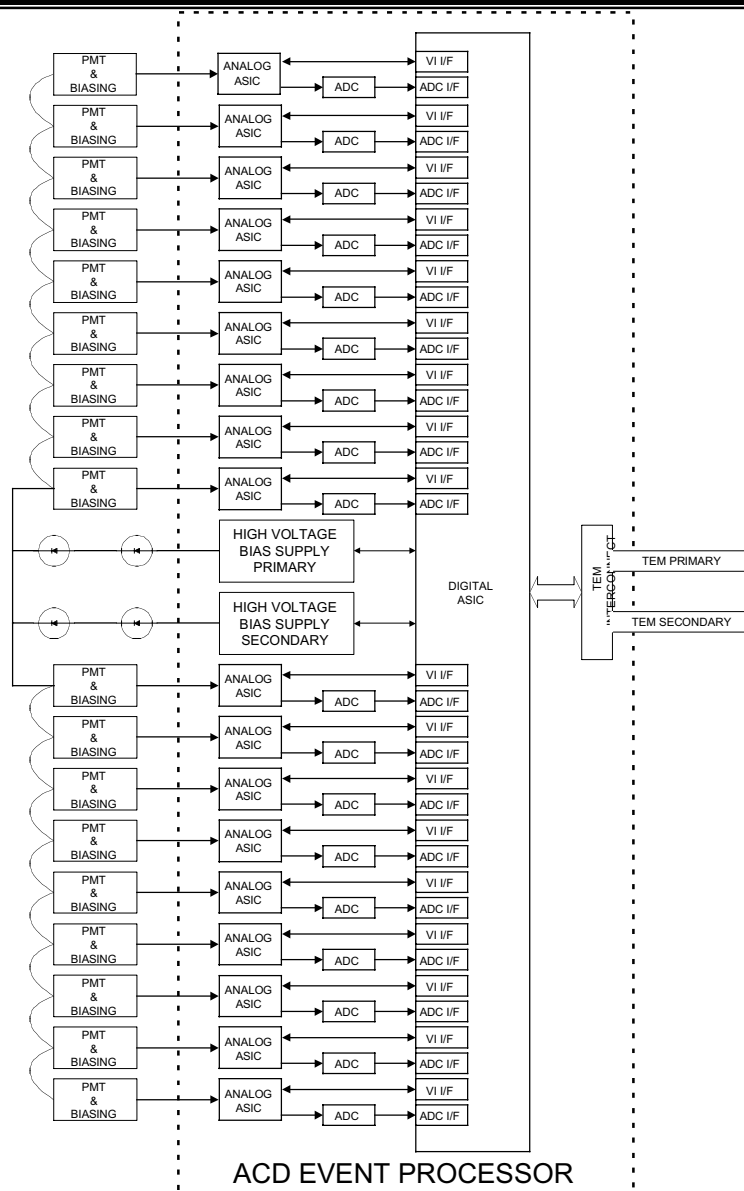 PMT
&
BIASING
ANALOG
ASIC
VI I/F
ADC
ADC I/F
PMT
&
BIASING
ANALOG
ASIC
VI I/F
ADC
ADC I/F
PMT
&
BIASING
ANALOG
ASIC
VI I/F
ADC
ADC I/F
PMT
&
BIASING
ANALOG
ASIC
VI I/F
ADC
ADC I/F
PMT
&
BIASING
ANALOG
ASIC
VI I/F
ADC
ADC I/F
PMT
&
BIASING
ANALOG
ASIC
VI I/F
ADC
ADC I/F
PMT
&
BIASING
ANALOG
ASIC
VI I/F
ADC
ADC I/F
PMT
&
BIASING
ANALOG
ASIC
VI I/F
ADC
ADC I/F
PMT
&
BIASING
ANALOG
ASIC
VI I/F
ADC
ADC I/F
HIGH VOLTAGE
BIAS SUPPLY
PRIMARY
HIGH VOLTAGE
BIAS SUPPLY
SECONDARY
DIGITAL
ASIC
TEM
INTERCONNECT
TEM PRIMARY
TEM SECONDARY
PMT
&
BIASING
ANALOG
ASIC
VI I/F
ADC
ADC I/F
PMT
&
BIASING
ANALOG
ASIC
VI I/F
ADC
ADC I/F
PMT
&
BIASING
ANALOG
ASIC
VI I/F
ADC
ADC I/F
PMT
&
BIASING
ANALOG
ASIC
VI I/F
ADC
ADC I/F
PMT
&
BIASING
ANALOG
ASIC
VI I/F
ADC
ADC I/F
PMT
&
BIASING
ANALOG
ASIC
VI I/F
ADC
ADC I/F
PMT
&
BIASING
ANALOG
ASIC
VI I/F
ADC
ADC I/F
PMT
&
BIASING
ANALOG
ASIC
VI I/F
ADC
ADC I/F
PMT
&
BIASING
ANALOG
ASIC
VI I/F
ADC
ADC I/F
ACD EVENT PROCESSOR